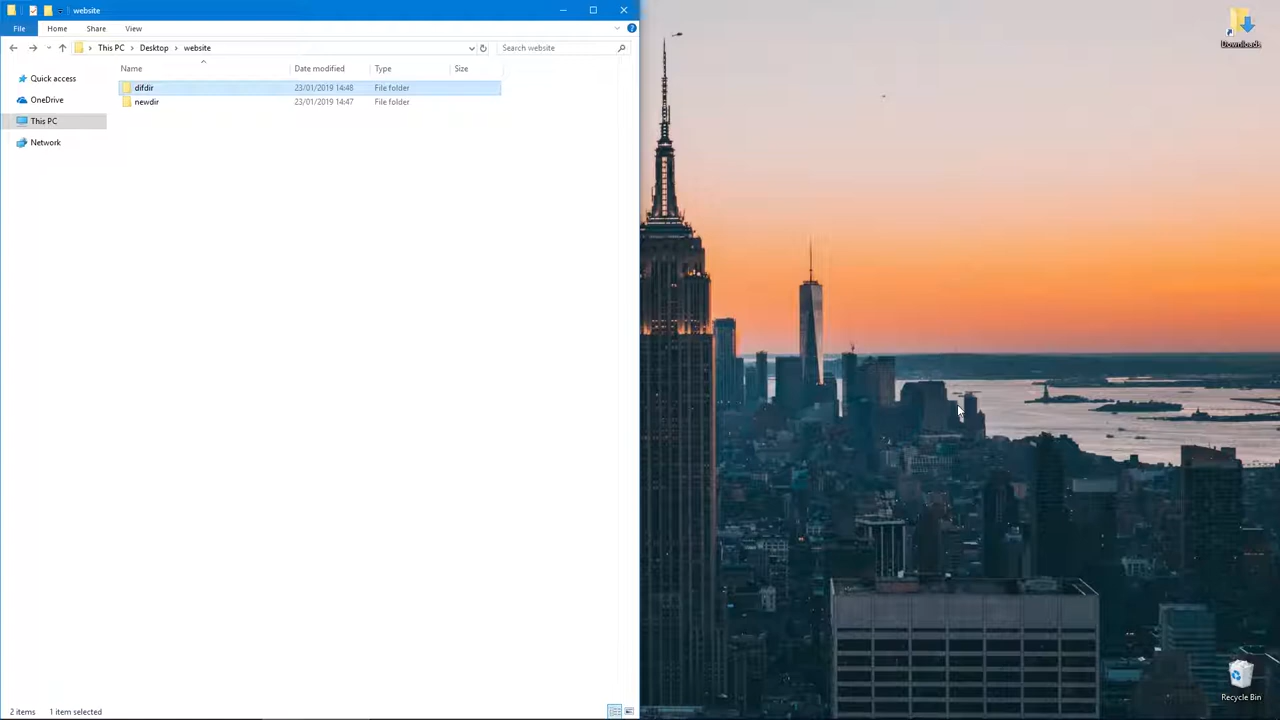 website
File Home Share View
This PC Desktop website Search website
Name Date modified Type Size
Quick access
OneDrive
This PC
Network
difdir 23/01/2019 14:48 File folder
newdir 23/01/2019 14:47 File folder
2 items 1 item selected
Downloads
Recycle Bin